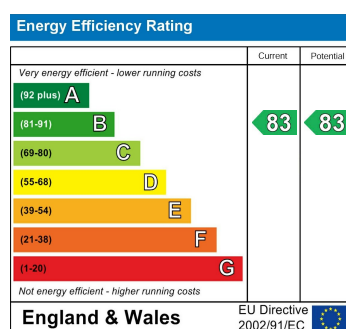 Energy Efficiency Rating
Current Potential
Very energy efficient - lower running costs
(92 plus) A
(81-91) B 83 83
(69-80) C
(55-68) D
(39-54) E
(21-38) F
(1-20) G
Not energy efficient - higher running costs
England & Wales
EU Directive
2002/91/EC